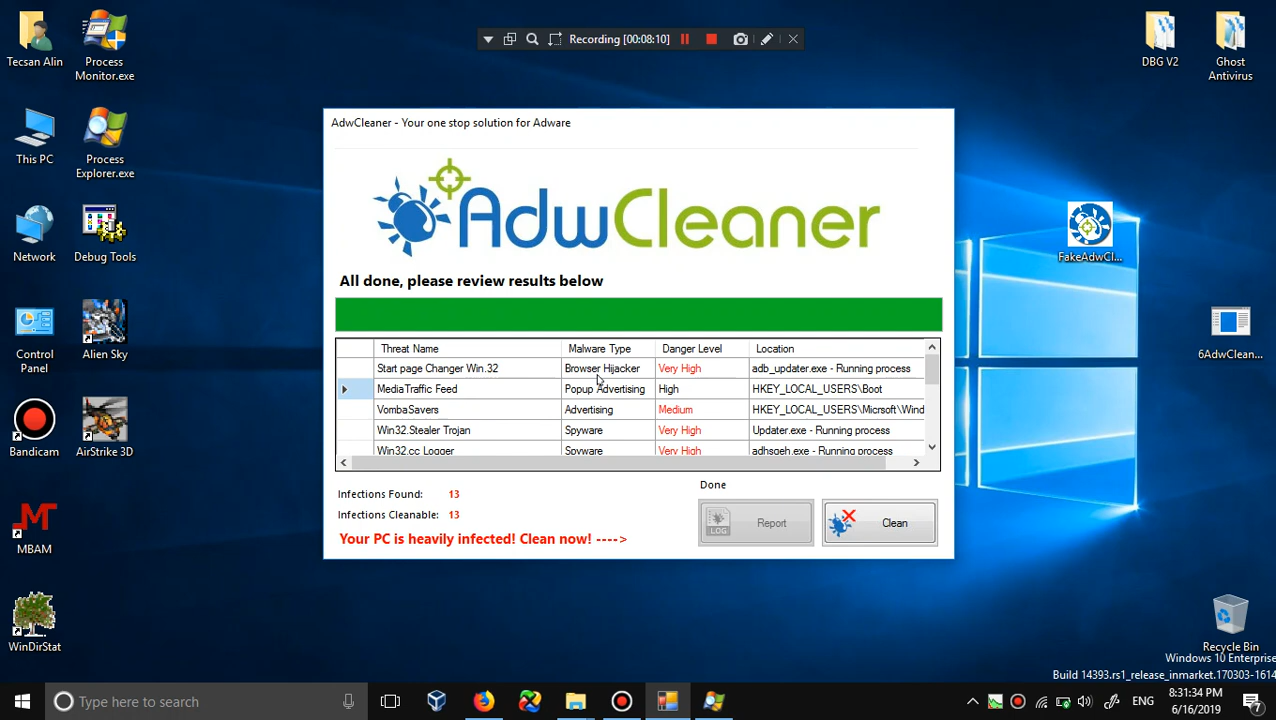 Recording [00:08:10]
Tecsan Alin
Process Monitor.exe
This PC
Process Explorer.exe
Network
Debug Tools
Control Panel
Alien Sky
Bandicam
AirStrike 3D
MBAM
WinDirStat
DBG V2
Ghost Antivirus
FakeAdwCl...
6AdwClean...
Recycle Bin
AdwCleaner - Your one stop solution for Adware
AdwCleaner
All done, please review results below
Threat Name Malware Type Danger Level Location
Start page Changer Win.32 Browser Hijacker Very High adb_updater.exe - Running process
MediaTraffic Feed Popup Advertising High HKEY_LOCAL_USERS\Boot
VombaSavers Advertising Medium HKEY_LOCAL_USERS\Micrsoft\Wind
Win32.Stealer Trojan Spyware Very High Updater.exe - Running process
Win32.cc Logger Spyware Very High adhsgeh.exe - Running process
Infections Found: 13
Infections Cleanable: 13
Your PC is heavily infected! Clean now! ---->
Done
LOG
Report
Clean
Windows 10 Enterprise
Build 14393.rs1_release_inmarket.170303-1614
Type here to search
ENG
8:31:34 PM
6/16/2019
7